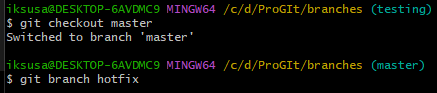 iksusa@DESKTOP-6AVDMC9 MINGW64 /c/d/ProGIt/branches (testing)
$ git checkout master
Switched to branch 'master'
iksusa@DESKTOP-6AVDMC9 MINGW64 /c/d/ProGIt/branches (master)
$ git branch hotfix